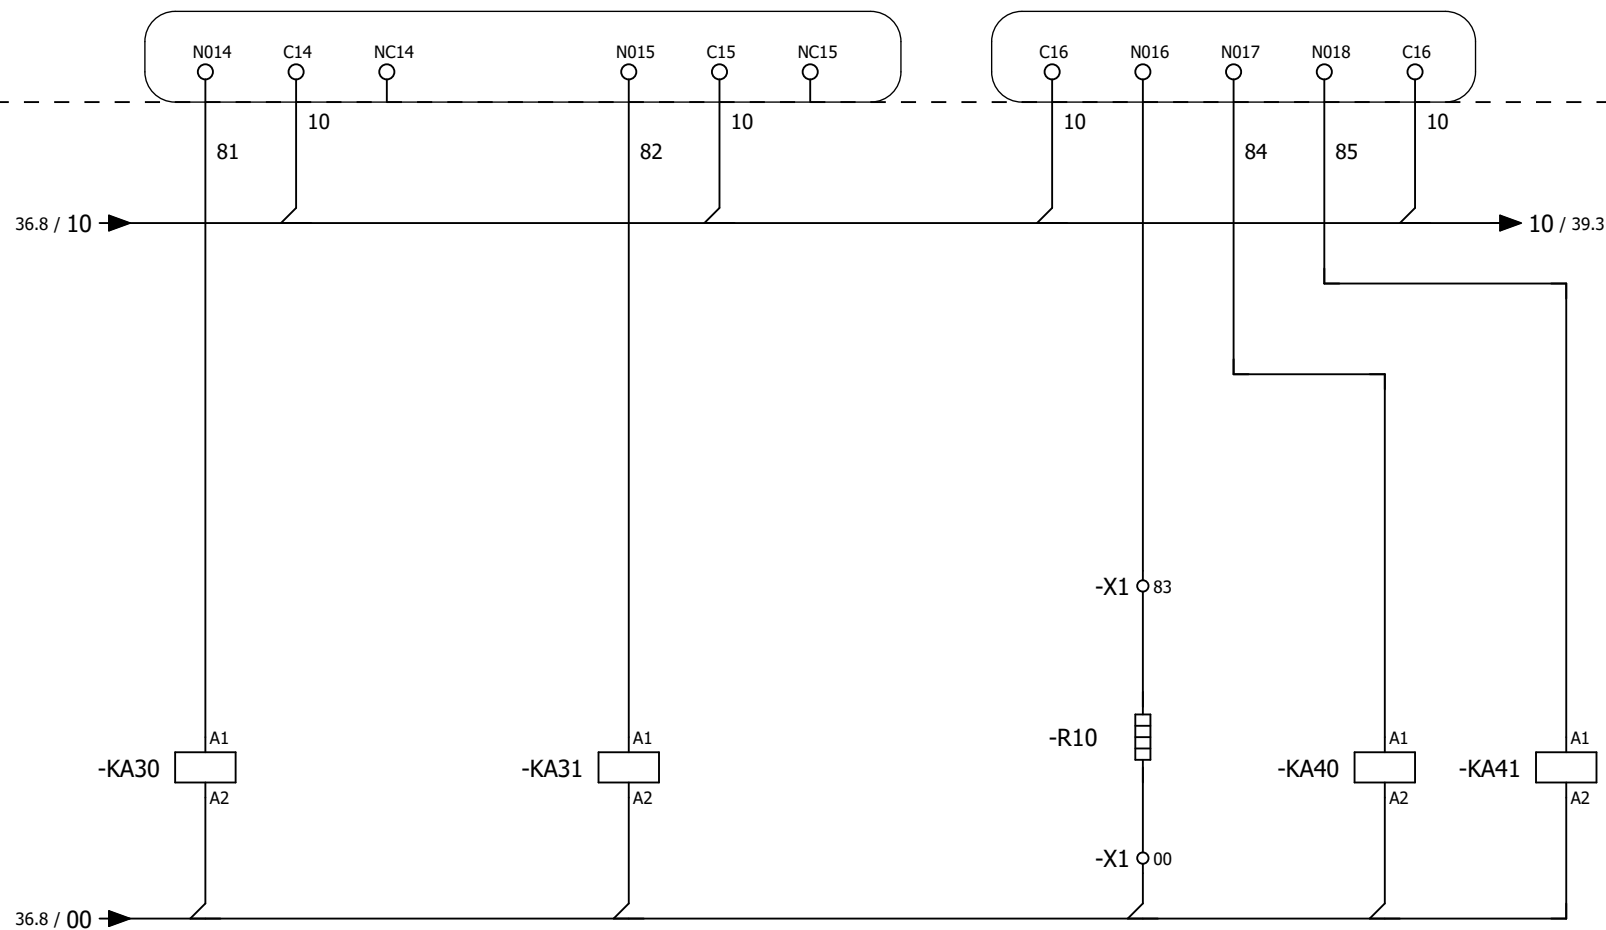 N014 C14 NC14 N015 C15 NC15 C16 N016 N017 N018 C16
10 10 10 10
81 82 84 85
36.8 / 10 10 / 39.3
-X1 83
-R10
A1 A1 A1 A1
-KA30 -KA31 -KA40 -KA41
A2 A2 A2 A2
-X1 00
36.8 / 00